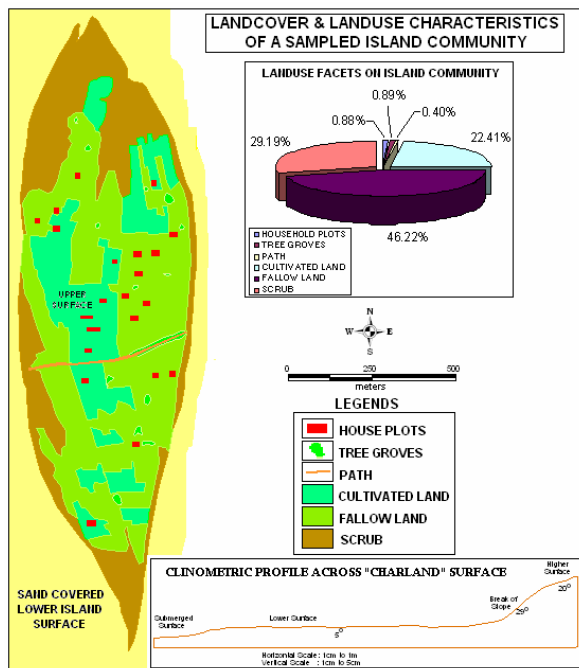 LANDCOVER & LANDUSE CHARACTERISTICS
OF A SAMPLED ISLAND COMMUNITY
LANDUSE FACETS ON ISLAND COMMUNITY
0.89%
0.88%
0.40%
29.19%
22.41%
46.22%
HOUSEHOLD PLOTS
TREE GROVES
PATH
CULTIVATED LAND
FALLOW LAND
SCRUB
UPPER
SURFACE
N
W E
S
0 250 500
meters
LEGENDS
HOUSE PLOTS
TREE GROVES
PATH
CULTIVATED LAND
FALLOW LAND
SCRUB
SAND COVERED
LOWER ISLAND
SURFACE
CLINOMETRIC PROFILE ACROSS "CHARLAND" SURFACE
Higher
Surface
20°
Break of
Slope
29°
Submerged
Surface
Lower Surface
5°
Horizontal Scale : 1cm to 1m
Vertical Scale : 1cm to 5cm